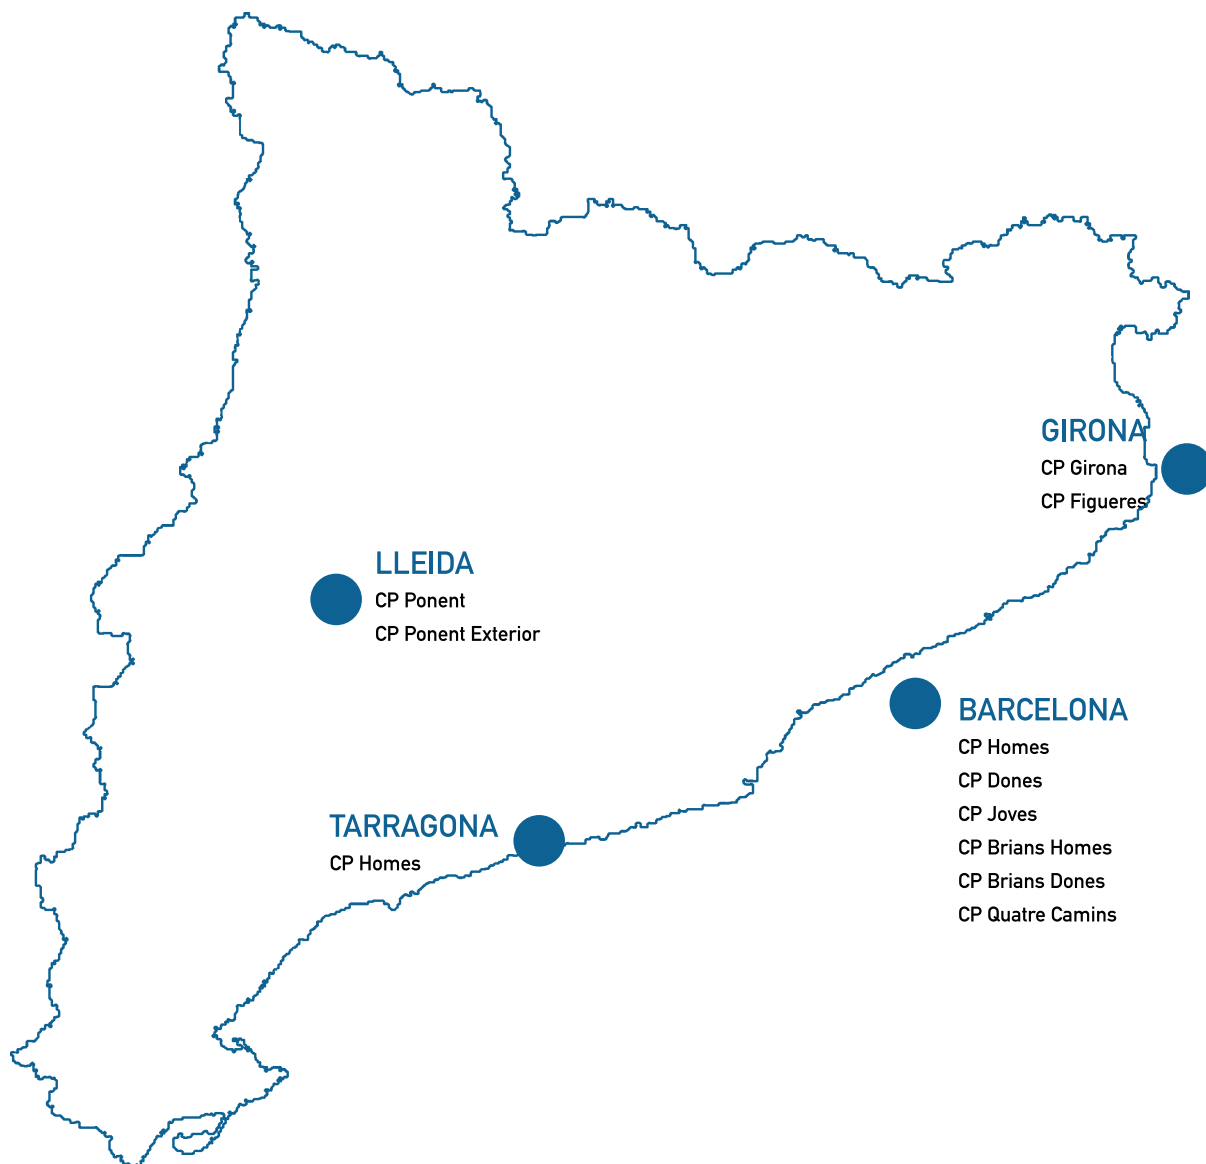 GIRONA
CP Girona
CP Figueres
LLEIDA
CP Ponent
CP Ponent Exterior
BARCELONA
CP Homes
CP Dones
CP Joves
CP Brians Homes
CP Brians Dones
CP Quatre Camins
TARRAGONA
CP Homes